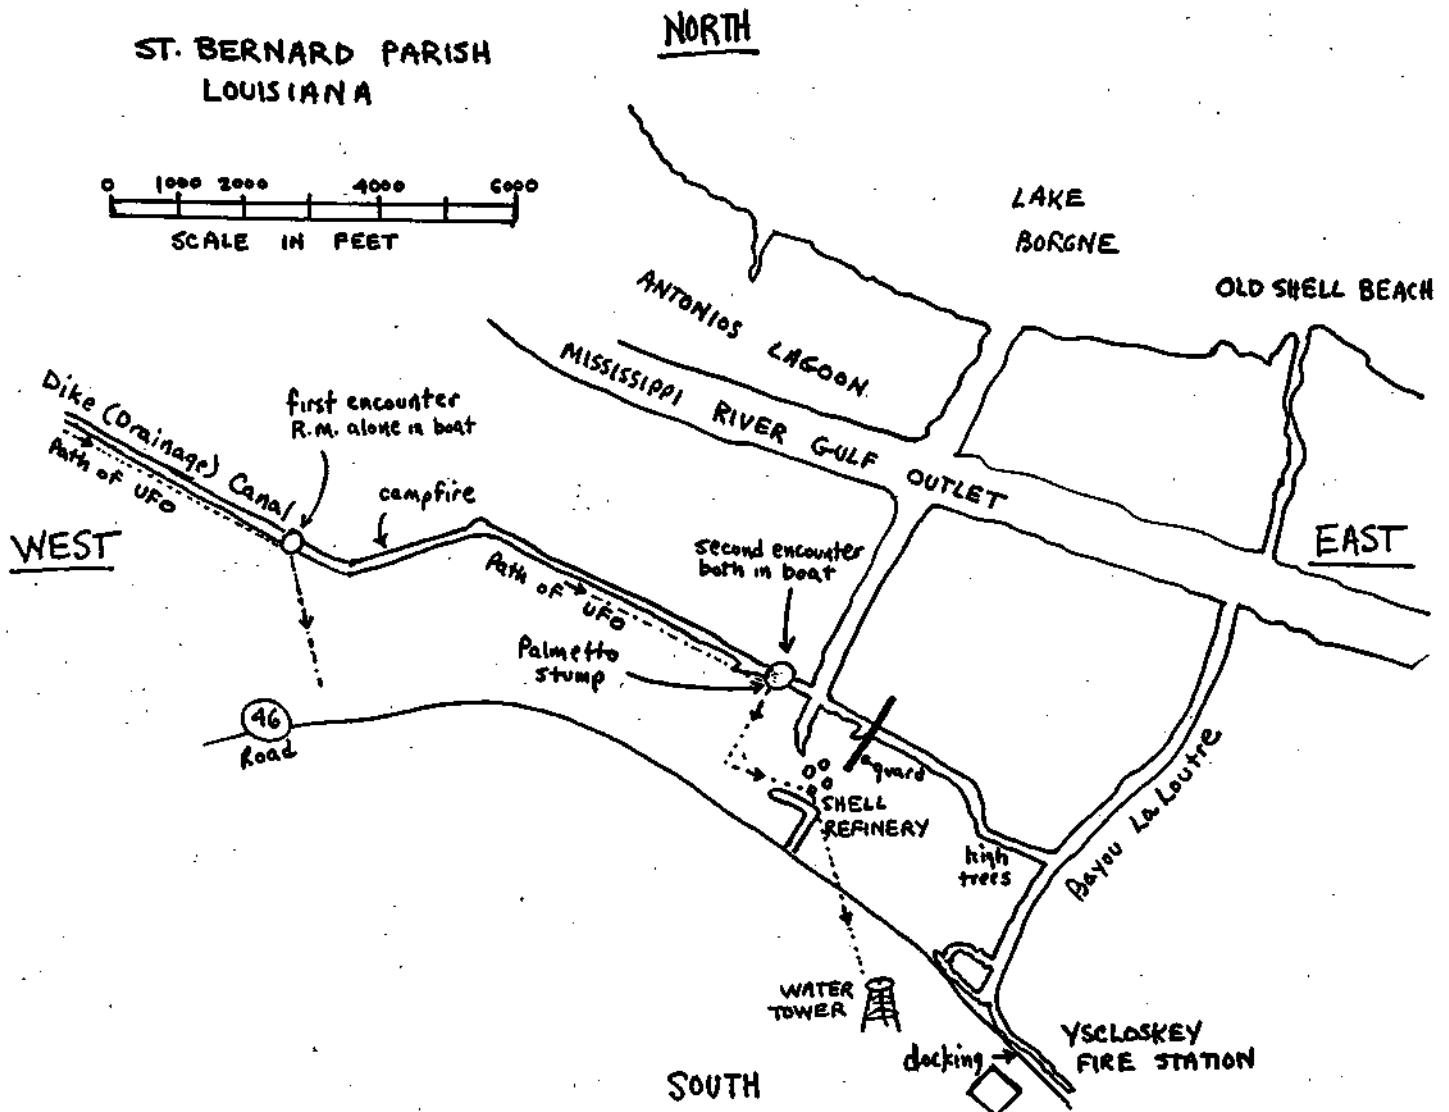 NORTH
ST. BERNARD PARISH
LOUISIANA
0 1000 2000 4000 6000
SCALE IN FEET
LAKE
BORGNE
OLD SHELL BEACH
ANTONIOS LAGOON
MISSISSIPPI RIVER GULF OUTLET
Dike (Drainage) Canal
Path of UFO
first encounter
R.M. alone in boat
campfire
WEST
EAST
Path of UFO
second encounter
both in boat
Palmetto
stump
46
Road
guard
SHELL
REFINERY
high
trees
Bayou La Loutre
WATER
TOWER
YSCLOSKEY
FIRE STATION
docking
SOUTH